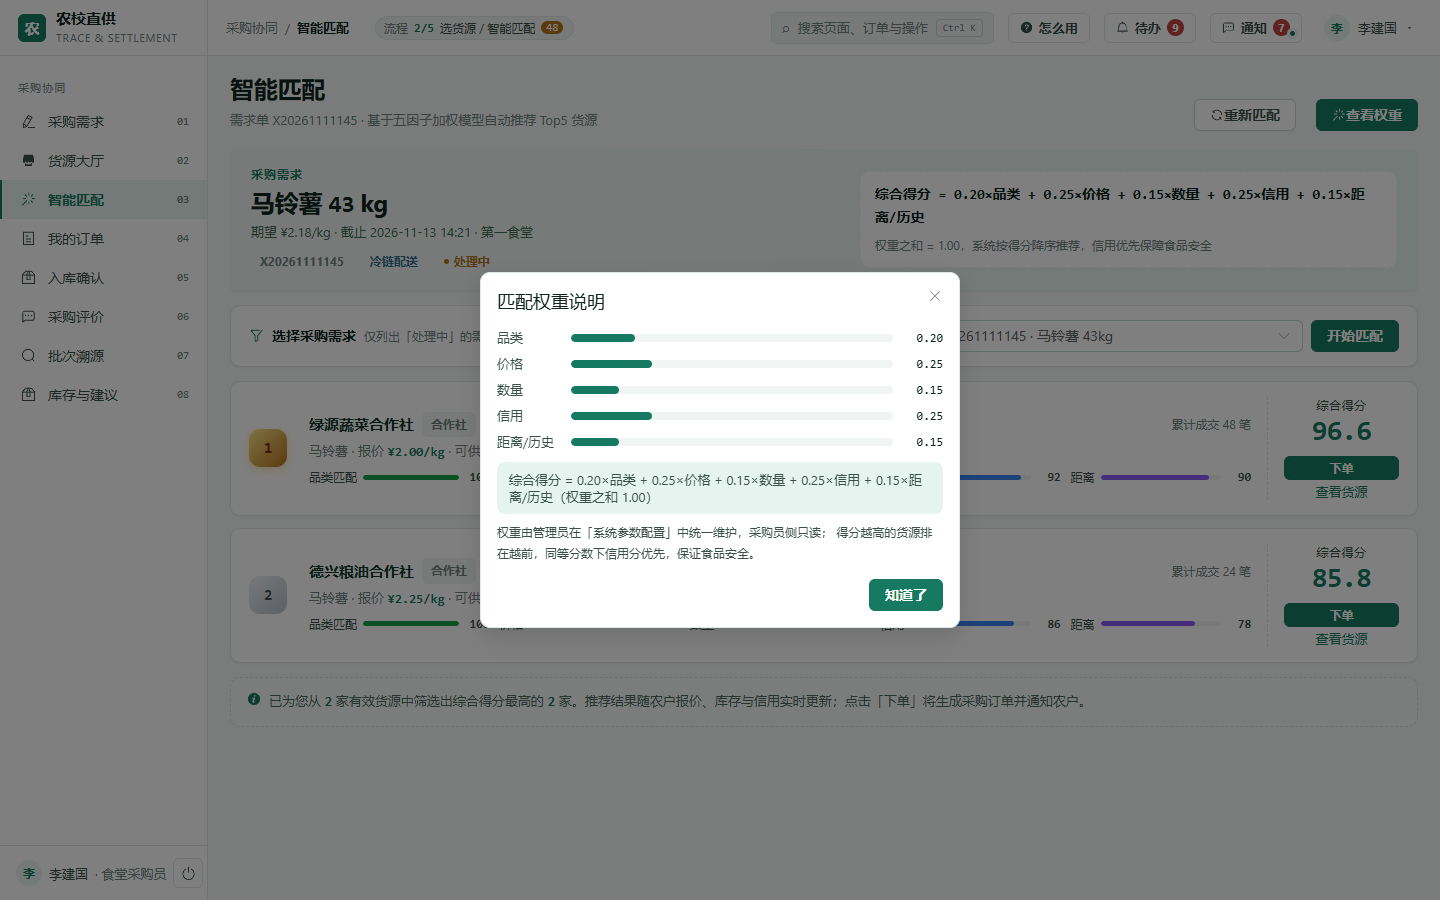 农
农校直供
TRACE & SETTLEMENT
采购协同 / 智能匹配
流程 2/5 选货源 / 智能匹配 48
搜索页面、订单与操作 Ctrl K
怎么用
待办 9
通知 7
李 李建国
采购协同
采购需求 01
货源大厅 02
智能匹配 03
我的订单 04
入库确认 05
采购评价 06
批次溯源 07
库存与建议 08
李 李建国 · 食堂采购员
智能匹配
需求单 X20261111145 · 基于五因子加权模型自动推荐 Top5 货源
重新匹配
查看权重
采购需求
马铃薯 43 kg
期望 ¥2.18/kg · 截止 2026-11-13 14:21 · 第一食堂
X20261111145 冷链配送 处理中
综合得分 = 0.20×品类 + 0.25×价格 + 0.15×数量 + 0.25×信用 + 0.15×距
离/历史
权重之和 = 1.00，系统按得分降序推荐，信用优先保障食品安全
选择采购需求 仅列出「处理中」的
261111145 · 马铃薯 43kg
开始匹配
1
绿源蔬菜合作社 合作社
累计成交 48 笔
马铃薯 · 报价 ¥2.00/kg · 可供
品类匹配 10
92 距离 90
综合得分
96.6
下单
查看货源
2
德兴粮油合作社 合作社
累计成交 24 笔
马铃薯 · 报价 ¥2.25/kg · 可供
品类匹配 10
86 距离 78
综合得分
85.8
下单
查看货源
已为您从 2 家有效货源中筛选出综合得分最高的 2 家。推荐结果随农户报价、库存与信用实时更新；点击「下单」将生成采购订单并通知农户。
匹配权重说明
品类 0.20
价格 0.25
数量 0.15
信用 0.25
距离/历史 0.15
综合得分 = 0.20×品类 + 0.25×价格 + 0.15×数量 + 0.25×信用 + 0.15×距
离/历史（权重之和 1.00）
权重由管理员在「系统参数配置」中统一维护，采购员侧只读； 得分越高的货源排
在越前，同等分数下信用分优先，保证食品安全。
知道了